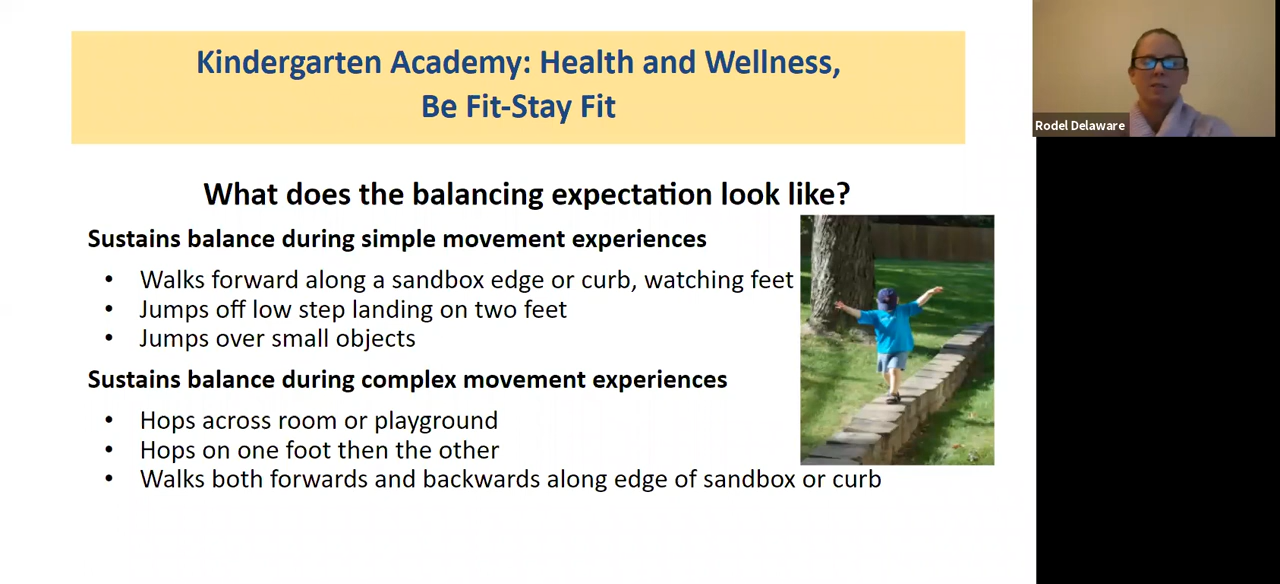 Kindergarten Academy: Health and Wellness,
Be Fit-Stay Fit
Rodel Delaware
What does the balancing expectation look like?
Sustains balance during simple movement experiences
• Walks forward along a sandbox edge or curb, watching feet
• Jumps off low step landing on two feet
• Jumps over small objects
Sustains balance during complex movement experiences
• Hops across room or playground
• Hops on one foot then the other
• Walks both forwards and backwards along edge of sandbox or curb